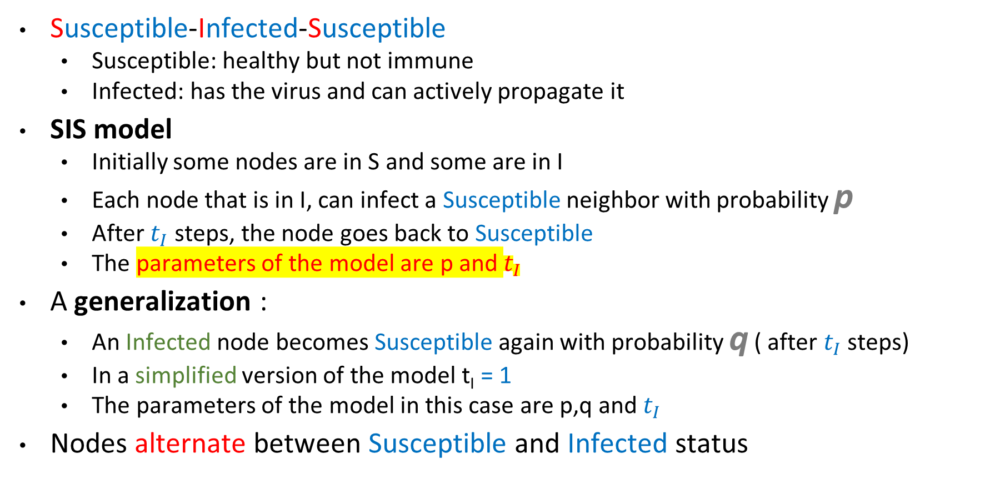 • Susceptible-Infected-Susceptible
• Susceptible: healthy but not immune
• Infected: has the virus and can actively propagate it
• SIS model
• Initially some nodes are in S and some are in I
• Each node that is in I, can infect a Susceptible neighbor with probability p
• After t_I steps, the node goes back to Susceptible
• The parameters of the model are p and t_I
• A generalization :
• An Infected node becomes Susceptible again with probability q ( after t_I steps)
• In a simplified version of the model t_I = 1
• The parameters of the model in this case are p,q and t_I
• Nodes alternate between Susceptible and Infected status